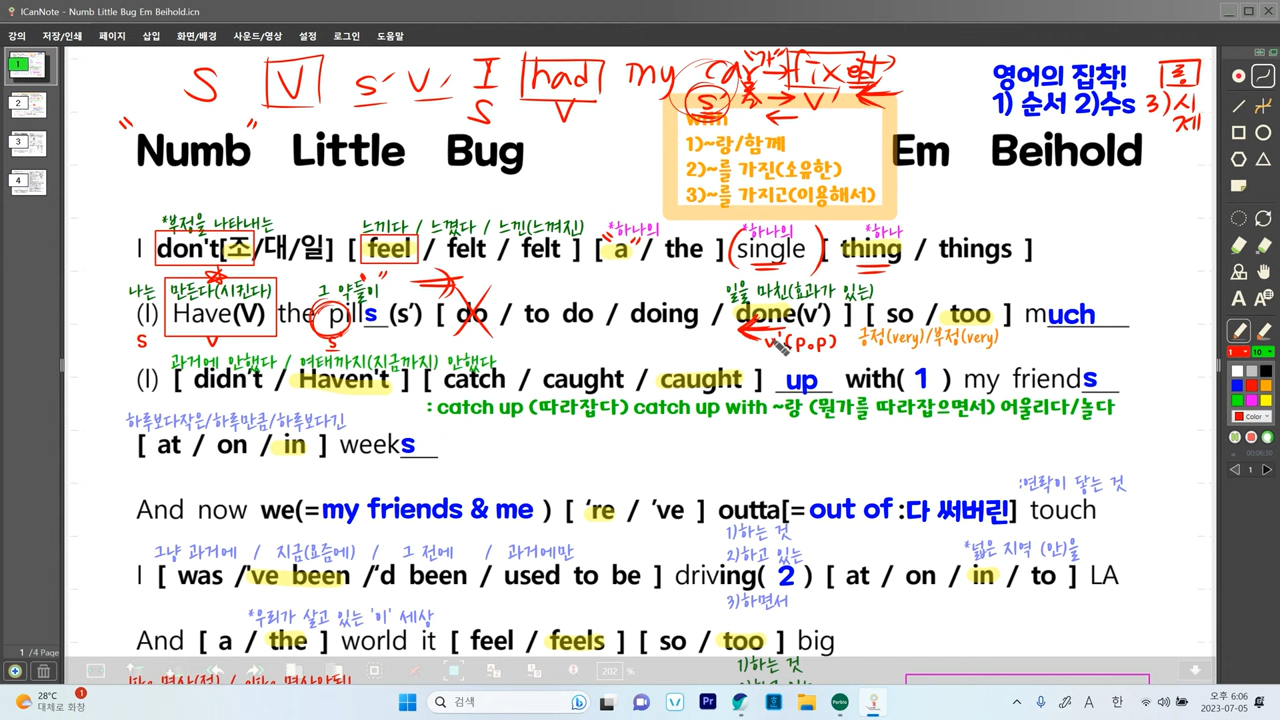 ICanNote - Numb Little Bug Em Beihold.icn
강의 저장/인쇄 페이지 삽입 화면/배경 사운드/영상 설정 로그인 도움말
S V s' v' I had my car fixed
S V s v'
"가"
영어의 집착!
1) 순서 2)수s 3)시제
with
1)~랑/함께
2)~를 가진(소유한)
3)~를 가지고(이용해서)
"Numb" Little Bug Em Beihold
*부정을 나타내는 느끼다 / 느꼈다 / 느낀(느껴진) *하나의 *하나의 *하나
I don't[조/대/일] [ feel / felt / felt ] [ a / the ] single [ thing / things ]
나는 만든다(시킨다) 그 약들이 일을 마친(효과가 있는)
(I) Have(V) the pills__ (s') [ do / to do / doing / done(v') ] [ so / too ] much
S V s v'(p.p) 긍정(very)/부정(very)
과거에 안했다 / 여태까지(지금까지) 안했다
(I) [ didn't / Haven't ] [ catch / caught / caught ] up with( 1 ) my friends
: catch up (따라잡다) catch up with ~랑 (뭔가를 따라잡으면서) 어울리다/놀다
하루보다작은/하루만큼/하루보다긴
[ at / on / in ] weeks
:연락이 닿는 것
And now we(=my friends & me ) [ 're / 've ] outta[=out of :다 써버린] touch
그냥 과거에 / 지금(요즘에) / 그 전에 / 과거에만
1)하는 것
2)하고 있는
3)하면서
*넓은 지역 (안)을
I [ was /'ve been /'d been / used to be ] driving( 2 ) [ at / on / in / to ] LA
*우리가 살고 있는 '이' 세상
And [ a / the ] world it [ feel / feels ] [ so / too ] big
1)하는 것
1
2
3
4
Color
00:06:30
1
1 /4 Page
202 %
28°C
대체로 화창
검색
오후 6:06
2023-07-05